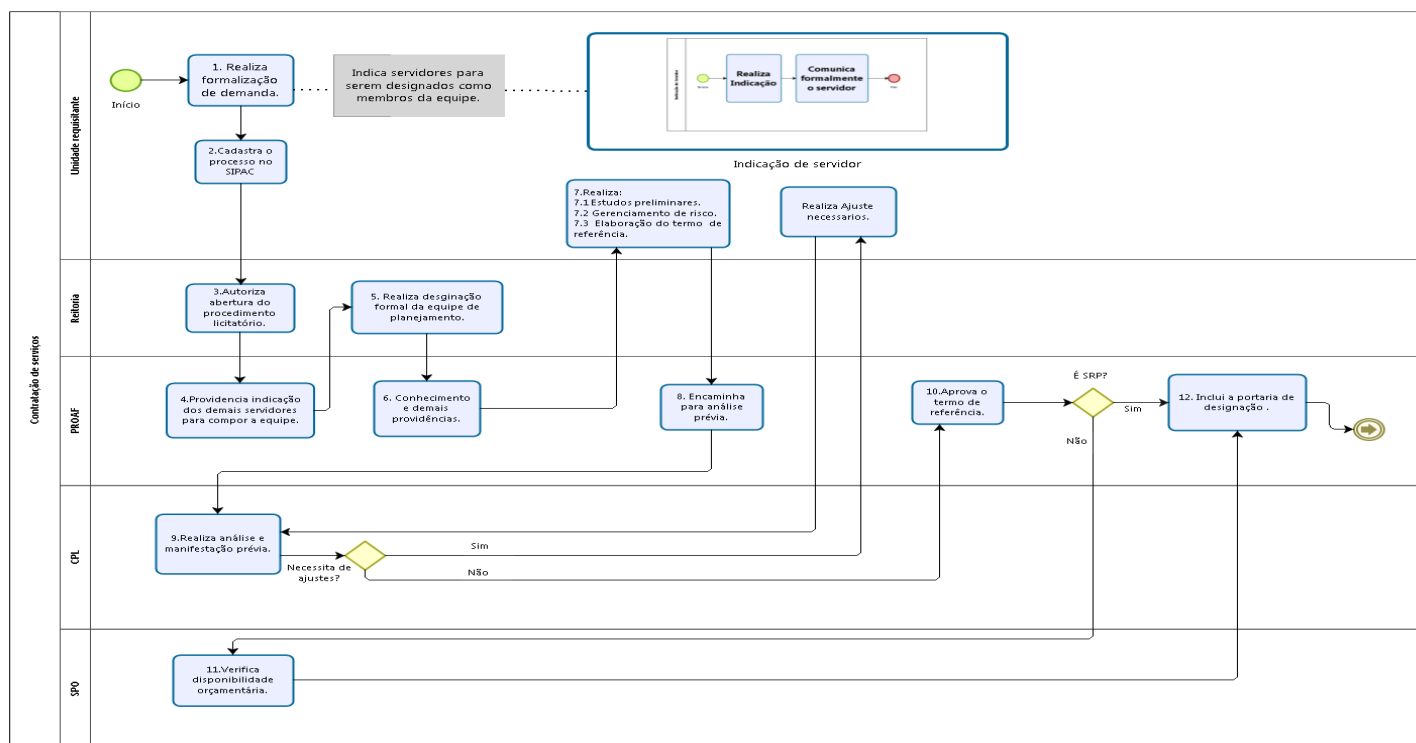 Contratação de serviços
Unidade requisitante
Início
1. Realiza
formalização
de demanda.
Indica servidores para
serem designados como
membros da equipe.
Realiza
Indicação
Comunica
formalmente
o servidor
Indicação de servidor
2.Cadastra o
processo no
SIPAC
7.Realiza:
7.1 Estudos preliminares.
7.2 Gerenciamento de risco.
7.3 Elaboração do termo de
referência.
Realiza Ajuste
necessarios.
Reitoria
3.Autoriza
abertura do
procedimento
licitatório.
5. Realiza desginação
formal da equipe de
planejamento.
PROAF
4.Providencia indicação
dos demais servidores
para compor a equipe.
6. Conhecimento
e demais
providências.
8. Encaminha
para análise
prévia.
10.Aprova o
termo de
referência.
É SRP?
Sim
Não
12. Inclui a portaria de
designação .
CPL
9.Realiza análise e
manifestação prévia.
Necessita de
ajustes?
Sim
Não
SPO
11.Verifica
disponibilidade
orçamentária.